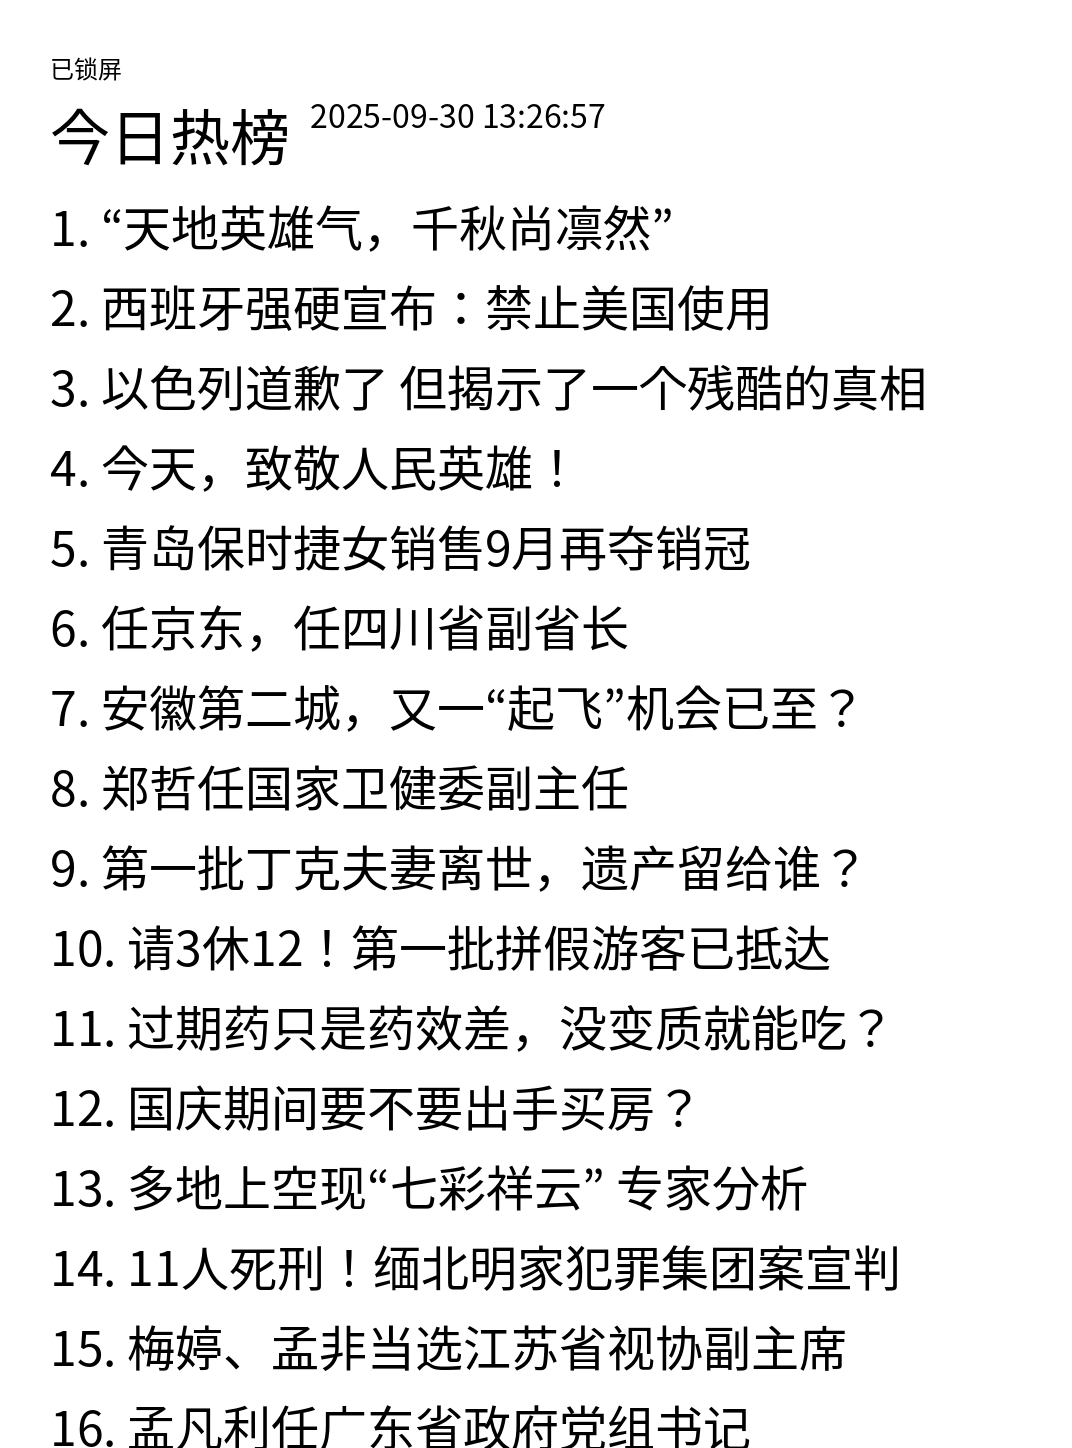 已锁屏
今日热榜 2025-09-30 13:26:57
1. “天地英雄气，千秋尚凛然”
2. 西班牙强硬宣布：禁止美国使用
3. 以色列道歉了 但揭示了一个残酷的真相
4. 今天，致敬人民英雄！
5. 青岛保时捷女销售9月再夺销冠
6. 任京东，任四川省副省长
7. 安徽第二城，又一“起飞”机会已至？
8. 郑哲任国家卫健委副主任
9. 第一批丁克夫妻离世，遗产留给谁？
10. 请3休12！第一批拼假游客已抵达
11. 过期药只是药效差，没变质就能吃？
12. 国庆期间要不要出手买房？
13. 多地上空现“七彩祥云” 专家分析
14. 11人死刑！缅北明家犯罪集团案宣判
15. 梅婷、孟非当选江苏省视协副主席
16. 孟凡利任广东省政府党组书记